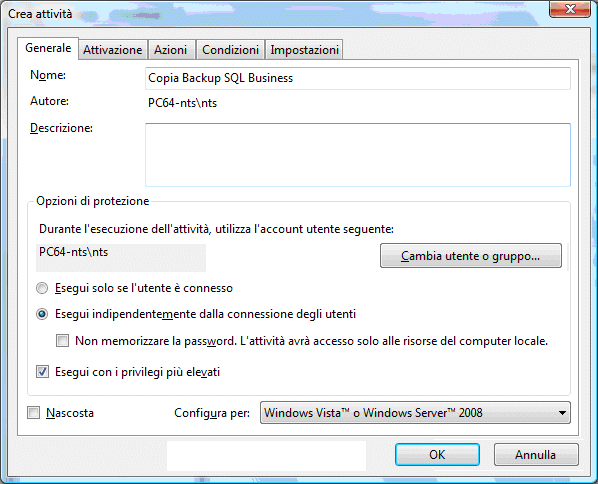 Crea attività
Generale Attivazione Azioni Condizioni Impostazioni
Nome: Copia Backup SQL Business
Autore: PC64-nts\nts
Descrizione:
Opzioni di protezione
Durante l'esecuzione dell'attività, utilizza l'account utente seguente:
PC64-nts\nts
Cambia utente o gruppo...
Esegui solo se l'utente è connesso
Esegui indipendentemente dalla connessione degli utenti
Non memorizzare la password. L'attività avrà accesso solo alle risorse del computer locale.
Esegui con i privilegi più elevati
Nascosta Configura per: Windows Vista™ o Windows Server™ 2008
OK Annulla